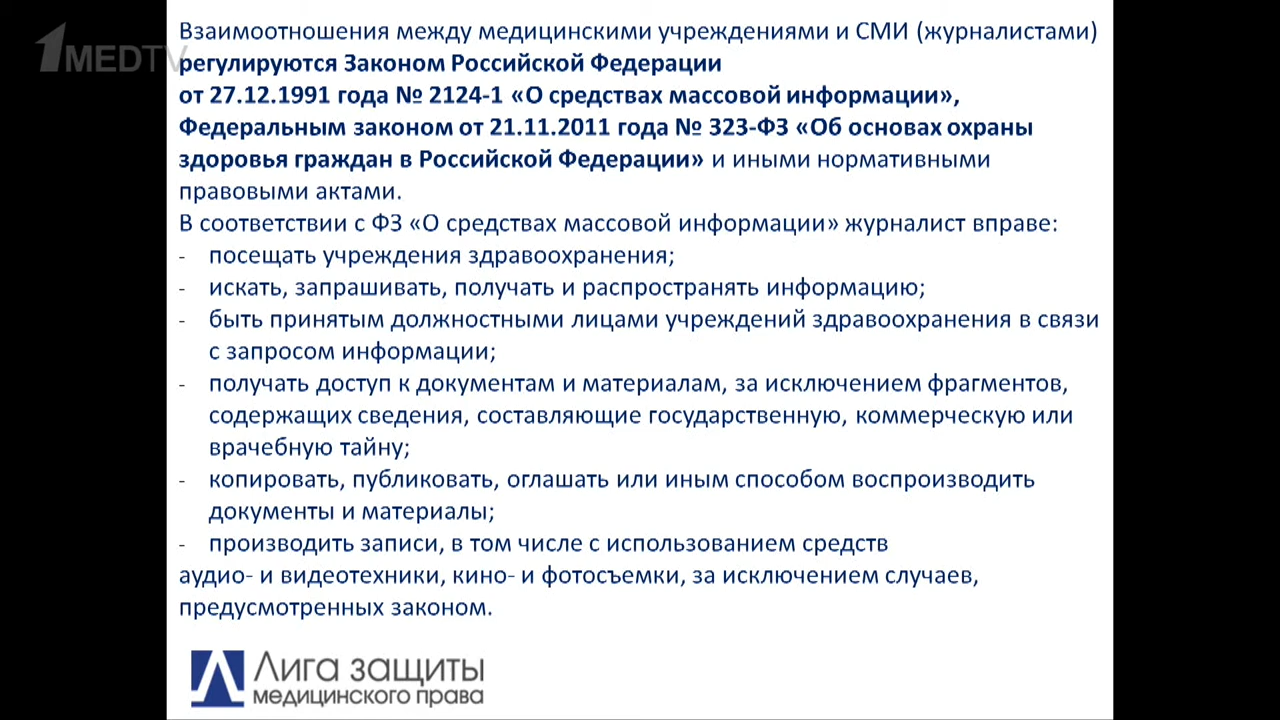 1MEDTV
Взаимоотношения между медицинскими учреждениями и СМИ (журналистами)
регулируются Законом Российской Федерации
от 27.12.1991 года № 2124-1 «О средствах массовой информации»,
Федеральным законом от 21.11.2011 года № 323-ФЗ «Об основах охраны
здоровья граждан в Российской Федерации» и иными нормативными
правовыми актами.
В соответствии с ФЗ «О средствах массовой информации» журналист вправе:
- посещать учреждения здравоохранения;
- искать, запрашивать, получать и распространять информацию;
- быть принятым должностными лицами учреждений здравоохранения в связи
с запросом информации;
- получать доступ к документам и материалам, за исключением фрагментов,
содержащих сведения, составляющие государственную, коммерческую или
врачебную тайну;
- копировать, публиковать, оглашать или иным способом воспроизводить
документы и материалы;
- производить записи, в том числе с использованием средств
аудио- и видеотехники, кино- и фотосъемки, за исключением случаев,
предусмотренных законом.
Лига защиты
медицинского права